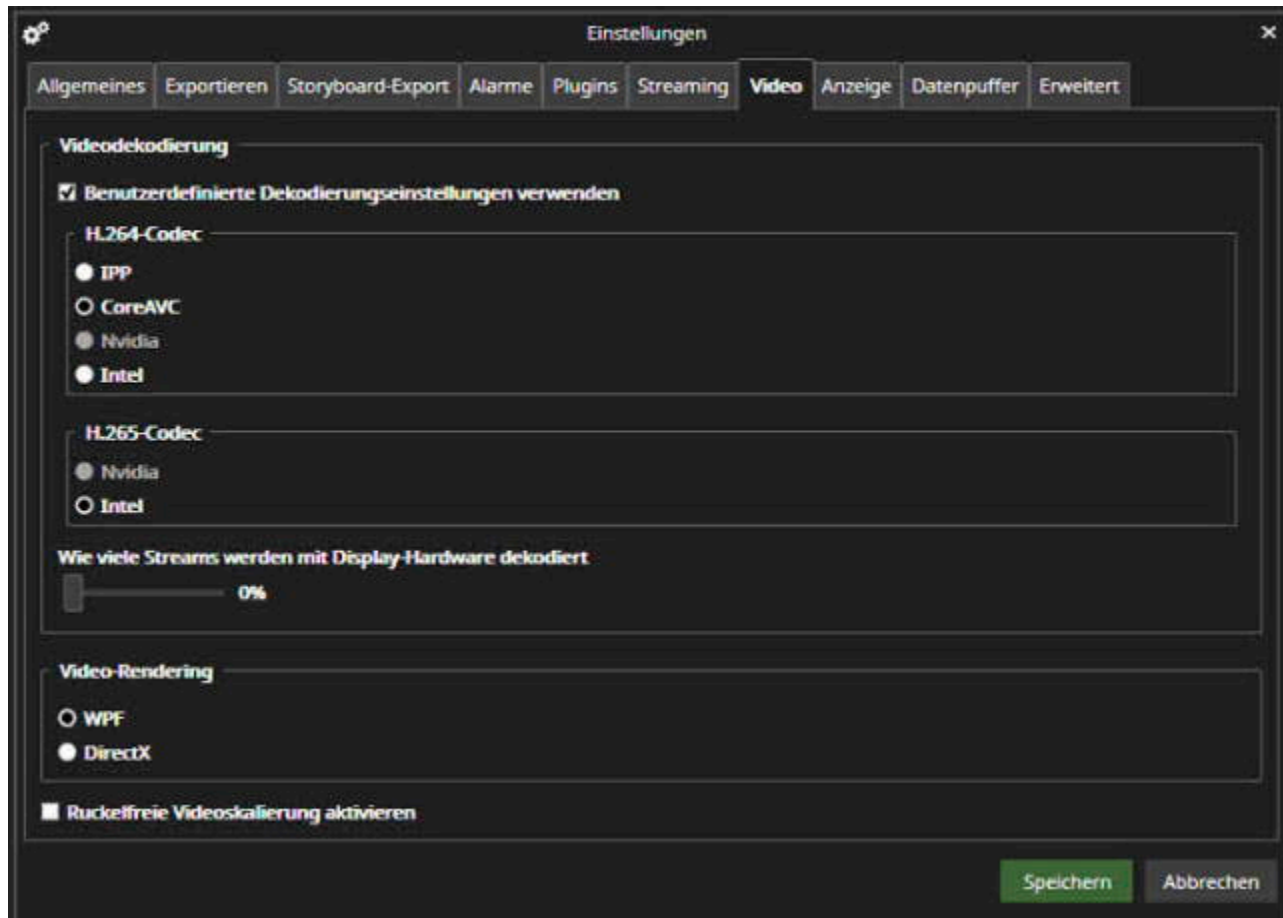 Einstellungen
Allgemeines Exportieren Storyboard-Export Alarme Plugins Streaming Video Anzeige Datenpuffer Erweitert
Videodekodierung
Benutzerdefinierte Dekodierungseinstellungen verwenden
H.264-Codec
IPP
CoreAVC
Nvidia
Intel
H.265-Codec
Nvidia
Intel
Wie viele Streams werden mit Display-Hardware dekodiert
0%
Video-Rendering
WPF
DirectX
Ruckelfreie Videoskalierung aktivieren
Speichern Abbrechen